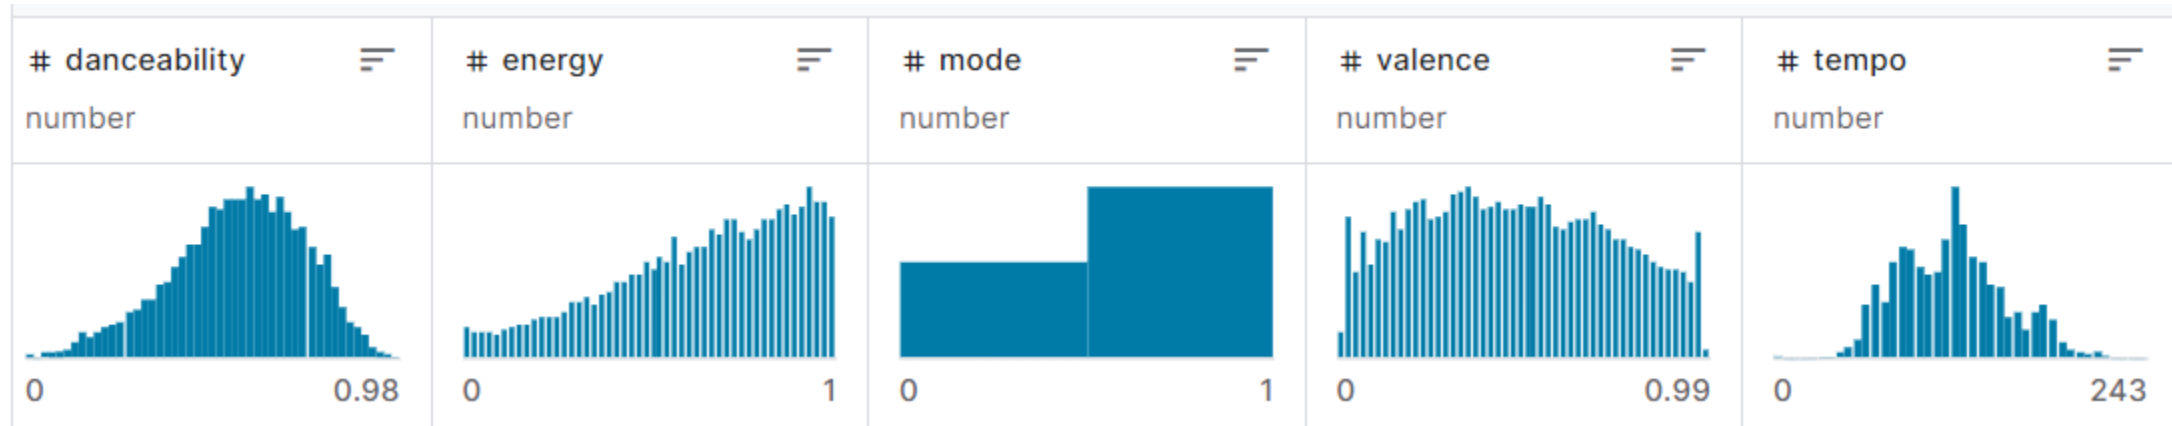 # danceability # energy # mode # valence # tempo
number number number number number
0 0.98 0 1 0 1 0 0.99 0 243